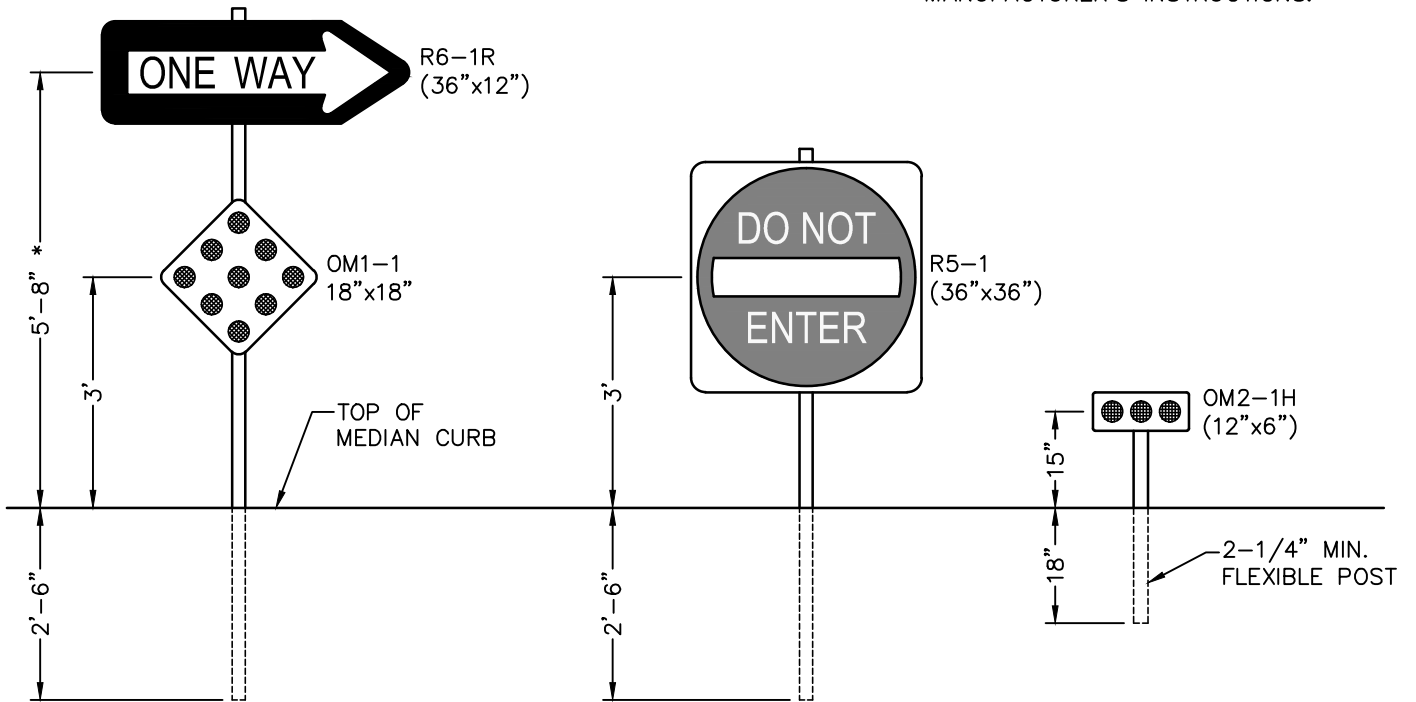 MANUFACTURER'S INSTRUCTIONS.
ONE WAY
R6-1R
(36"x12")
5'-8" *
OM1-1
18"x18"
3'
TOP OF
MEDIAN CURB
2'-6"
DO NOT
ENTER
R5-1
(36"x36")
3'
2'-6"
OM2-1H
(12"x6")
15"
18"
2-1/4" MIN.
FLEXIBLE POST